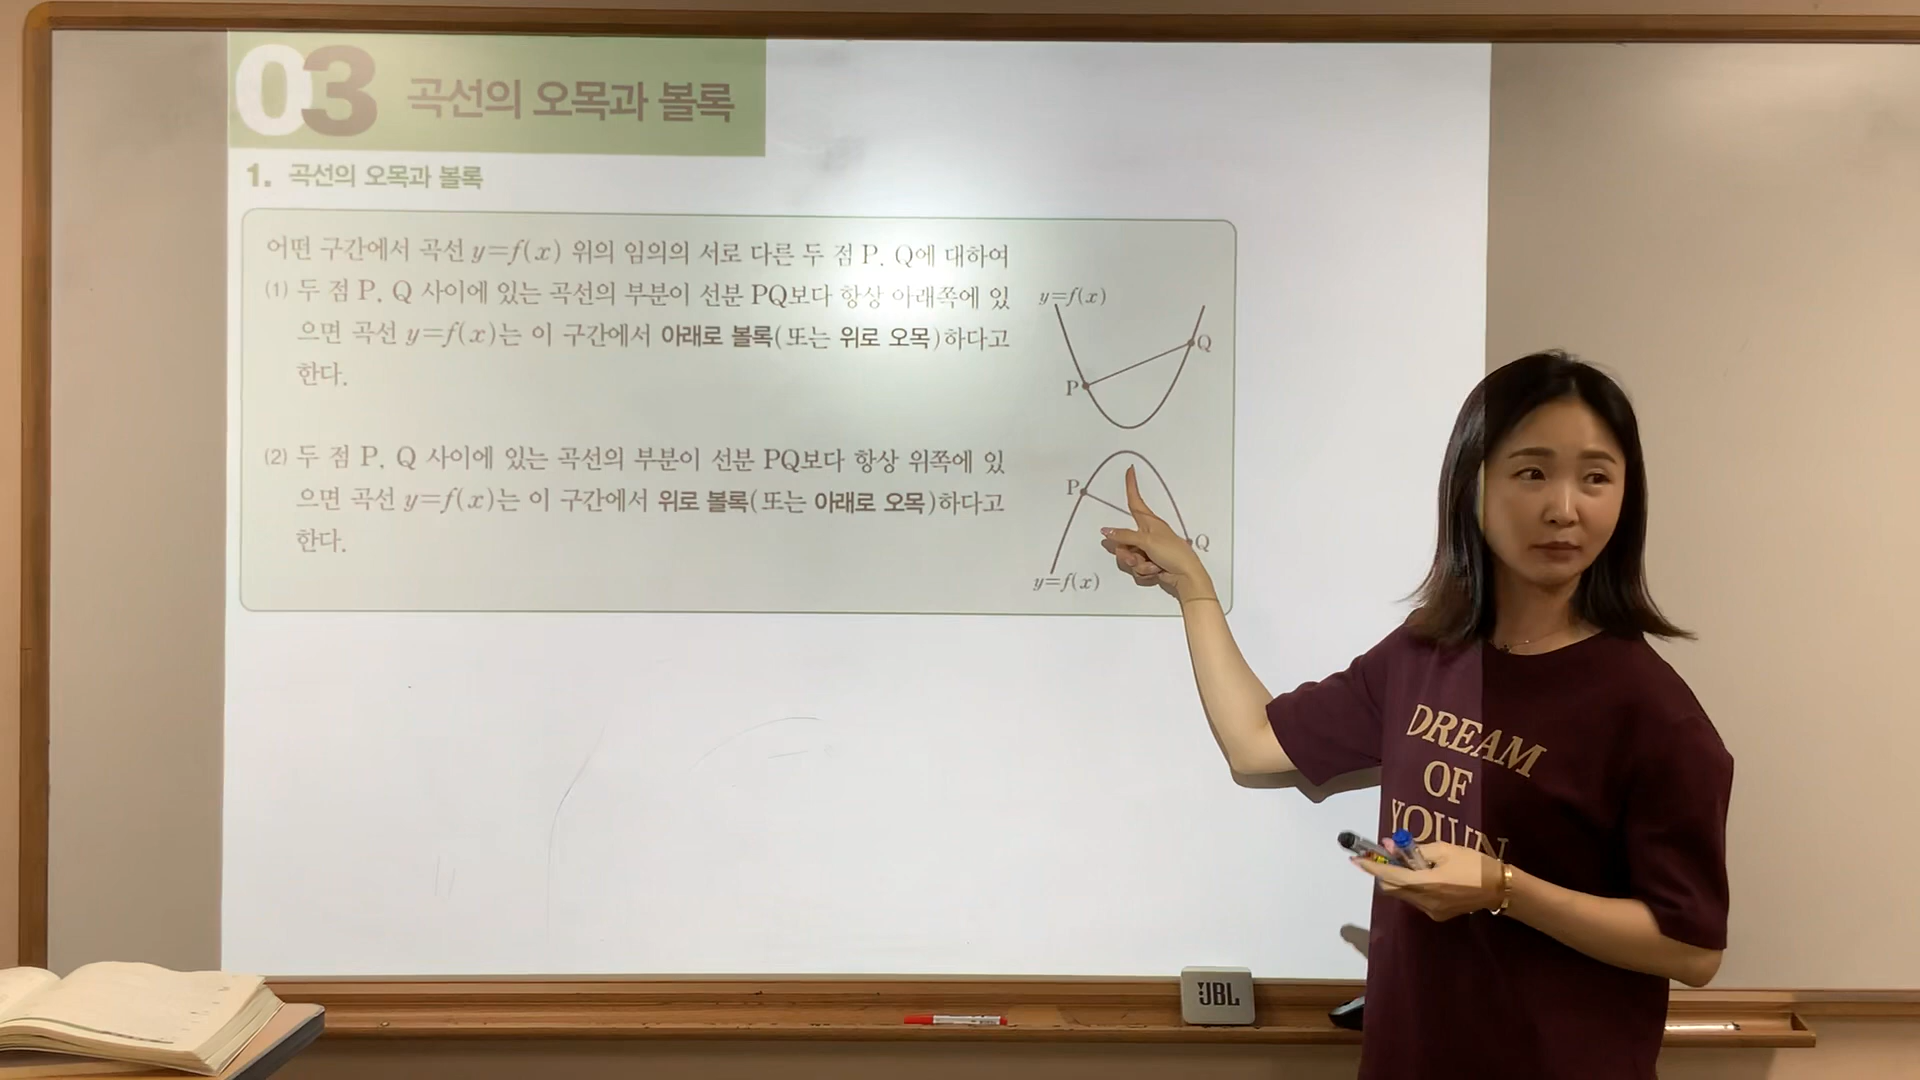 03 곡선의 오목과 볼록
1. 곡선의 오목과 볼록
어떤 구간에서 곡선 y=f(x) 위의 임의의 서로 다른 두 점 P, Q에 대하여
(1) 두 점 P, Q 사이에 있는 곡선의 부분이 선분 PQ보다 항상 아래쪽에 있
으면 곡선 y=f(x)는 이 구간에서 아래로 볼록(또는 위로 오목)하다고
한다.
y=f(x)
Q
P
(2) 두 점 P, Q 사이에 있는 곡선의 부분이 선분 PQ보다 항상 위쪽에 있
으면 곡선 y=f(x)는 이 구간에서 위로 볼록(또는 아래로 오목)하다고
한다.
P
Q
y=f(x)
DREAM
OF
JBL